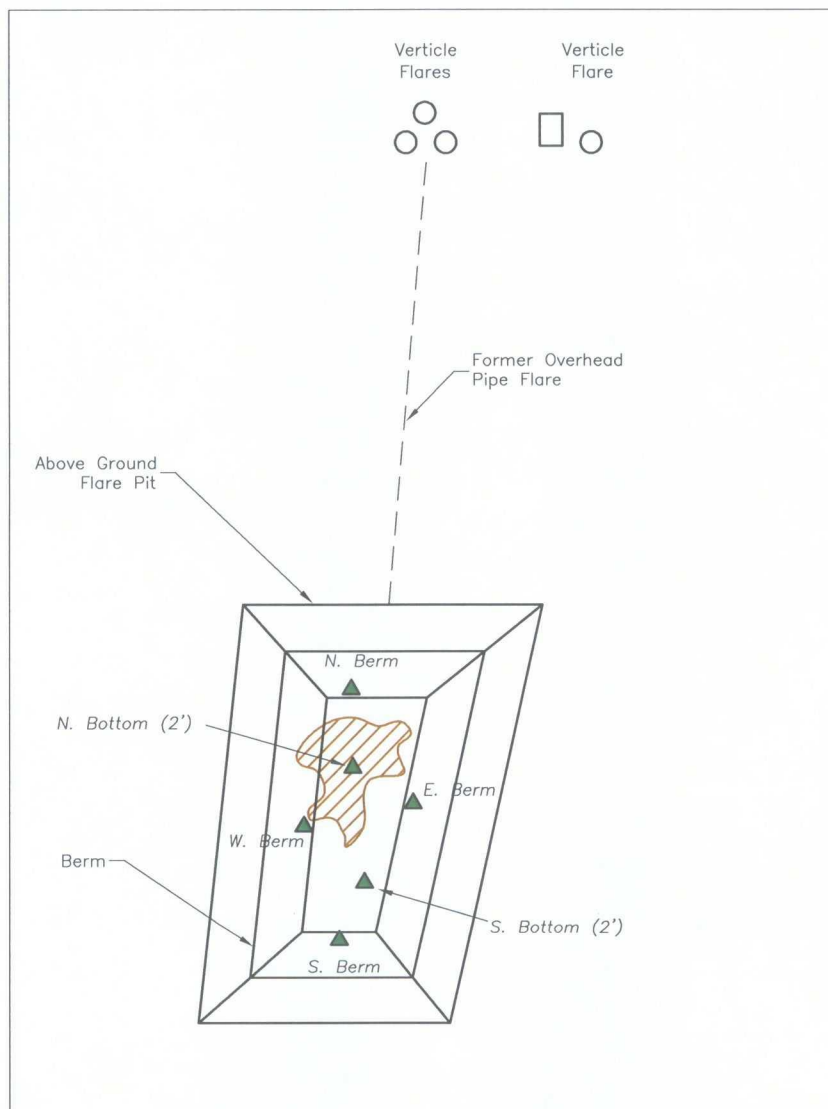 Verticle
Flares
Verticle
Flare
Former Overhead
Pipe Flare
Above Ground
Flare Pit
N. Berm
N. Bottom (2')
E. Berm
W. Berm
Berm
S. Bottom (2')
S. Berm